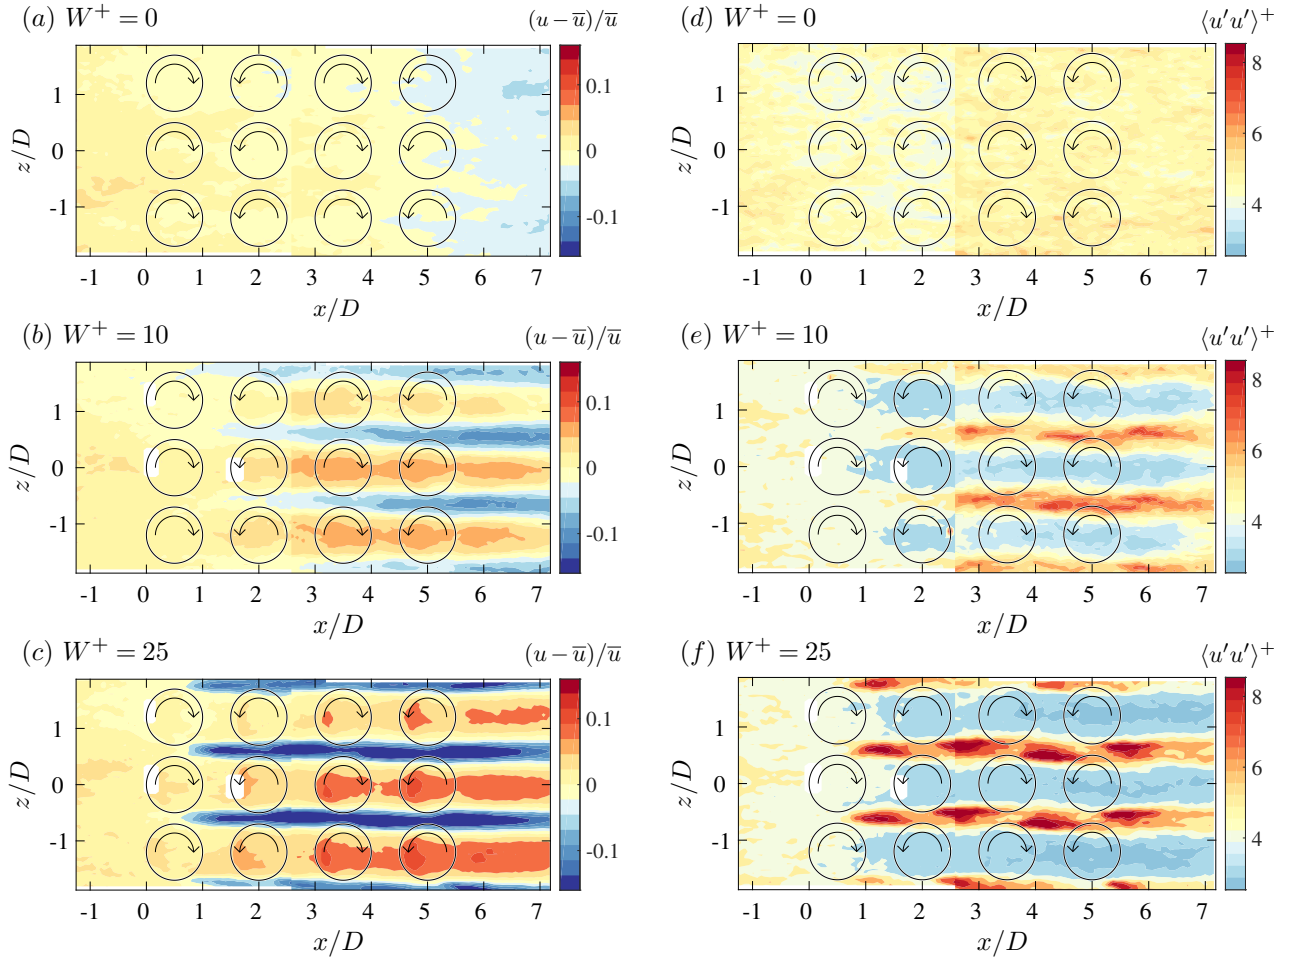 (a) W⁺ = 0 (u − u̅)/u̅
z/D
1
0
-1
0.1
0
-0.1
-1 0 1 2 3 4 5 6 7
x/D
(d) W⁺ = 0 ⟨u′u′⟩⁺
z/D
1
0
-1
8
6
4
-1 0 1 2 3 4 5 6 7
x/D
(b) W⁺ = 10 (u − u̅)/u̅
z/D
1
0
-1
0.1
0
-0.1
-1 0 1 2 3 4 5 6 7
x/D
(e) W⁺ = 10 ⟨u′u′⟩⁺
z/D
1
0
-1
8
6
4
-1 0 1 2 3 4 5 6 7
x/D
(c) W⁺ = 25 (u − u̅)/u̅
z/D
1
0
-1
0.1
0
-0.1
-1 0 1 2 3 4 5 6 7
x/D
(f) W⁺ = 25 ⟨u′u′⟩⁺
z/D
1
0
-1
8
6
4
-1 0 1 2 3 4 5 6 7
x/D